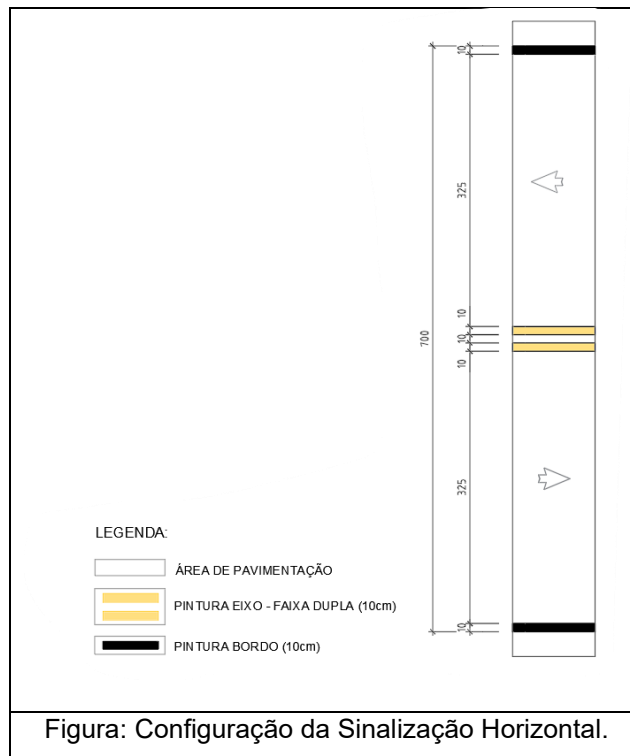 10
325
10
700
10
10
325
10
LEGENDA:
ÁREA DE PAVIMENTAÇÃO
PINTURA EIXO - FAIXA DUPLA (10cm)
PINTURA BORDO (10cm)
Figura: Configuração da Sinalização Horizontal.